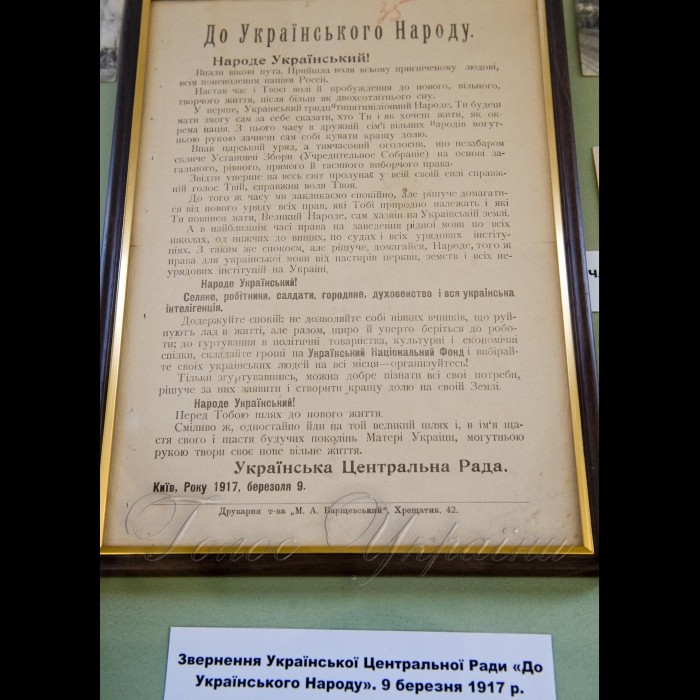 35
До Українського Народу.
Народе Український!
Впали вікові пута. Прийшла воля всьому пригніченому людові,
всім поневоленим націям Россії.
Настав час і Твоєї волі й пробуждення до нового, вільного,
творчого життя, після більш як двохсотлітнього сну.
У перше, Український тридцятипятиміліонний Народе, Ти будеш
мати змогу сам за себе сказати, хто Ти і як хочеш жити, як ок-
рема нація. З цього часу в дружній сім'ї вільних народів могут-
ньою рукою зачнеш сам собі кувати кращу долю.
Впав царський уряд, а тимчасовий оголосив, що незабаром
скличе Установчі Збори (Учредительное Собраніе) на основі за-
гального, рівного, прямого й таємного виборчого права.
Звідти уперше на весь світ пролунає у всій своїй силі справж-
ній голос Твій, справжня воля Твоя.
До того ж часу ми закликаємо спокійно, але рішуче домагати-
ся від нового уряду всіх прав, які Тобі природно належать і які
Ти повинен мати, Великий Народе, сам хазяїн на Українській землі.
А в найближчім часі права на заведення рідної мови по всіх
школах, од нижчих до вищих, по судах і всіх урядових інститу-
ціях. З таким же спокоєм, але рішуче, домагайся, Народе, того ж
права для української мови від пастирів церкви, земств і всіх не-
урядових інституцій на Україні.
Народе Український!
Селяне, робітники, салдати, городяне, духовенство і вся українська
інтелігенція.
Додержуйте спокій: не дозволяйте собі ніяких вчинків, що руй-
нують лад в житті, але разом, щиро й уперто беріться до робо-
ти: до гуртування в політичні товариства, культурні і економічні
спілки, складайте гроші на Український Національний Фонд і вибірай-
те своїх українських людей на всі місця—організуйтесь!
Тільки згуртувавшись, можна добре пізнати всі свої потреби,
рішуче за них заявити і створити кращу долю на своїй Землі.
Народе Український!
Перед Тобою шлях до нового життя.
Сміливо ж, одностайно йди на той великий шлях і, в ім'я ща-
стя свого і щастя будучих поколінь Матері України, могутньою
рукою твори своє нове вільне життя.
Українська Центральна Рада.
Київ, Року 1917, березоля 9.
Друкарня т-ва „М. А. Барщевський", Хрещатик, 42.
Голос України
Звернення Української Центральної Ради «До
Українського Народу». 9 березня 1917 р.